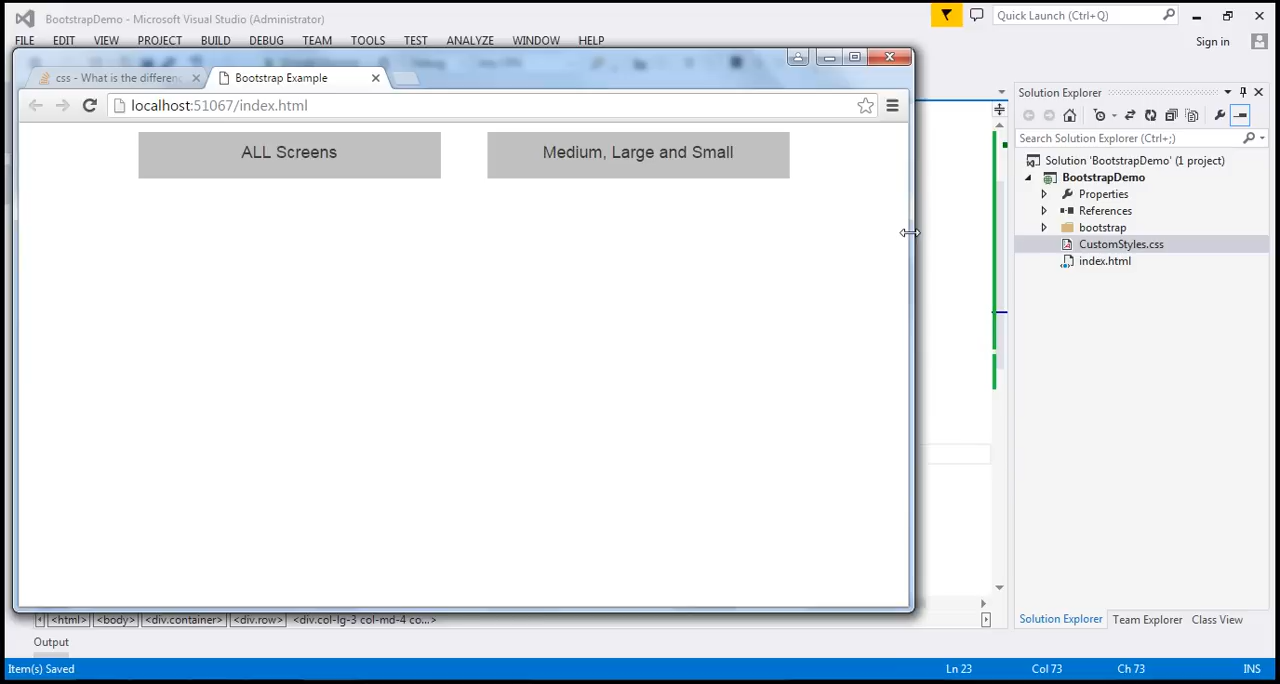 BootstrapDemo - Microsoft Visual Studio (Administrator)
Quick Launch (Ctrl+Q)
FILE EDIT VIEW PROJECT BUILD DEBUG TEAM TOOLS TEST ANALYZE WINDOW HELP
Sign in
css - What is the differen
Bootstrap Example
localhost:51067/index.html
ALL Screens
Medium, Large and Small
Solution Explorer
Search Solution Explorer (Ctrl+;)
Solution 'BootstrapDemo' (1 project)
BootstrapDemo
Properties
References
bootstrap
CustomStyles.css
index.html
<html> <body> <div.container> <div.row> <div.col-lg-3 col-md-4 co...>
Solution Explorer Team Explorer Class View
Output
Item(s) Saved
Ln 23 Col 73 Ch 73 INS